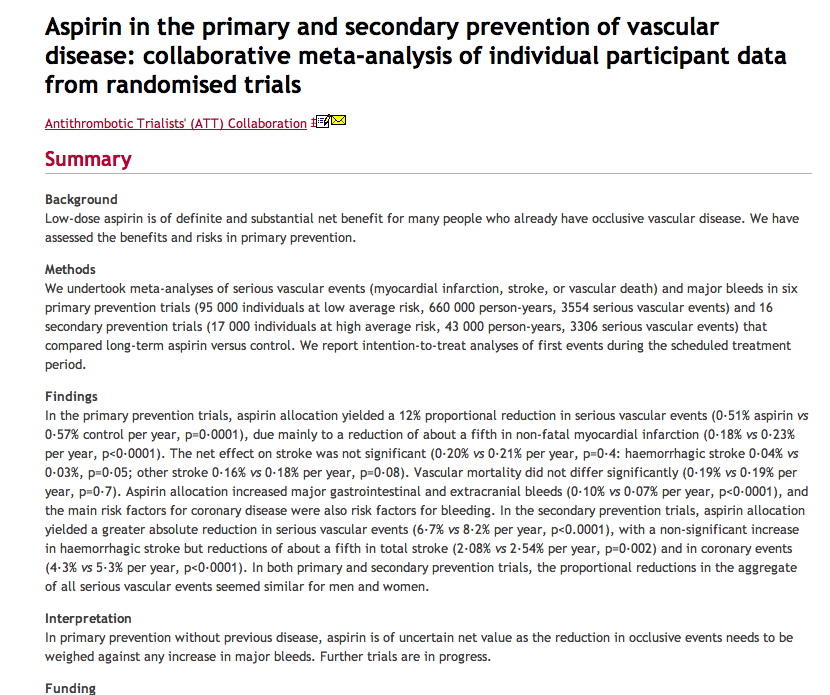 Aspirin in the primary and secondary prevention of vascular
disease: collaborative meta-analysis of individual participant data
from randomised trials
Antithrombotic Trialists' (ATT) Collaboration
Summary
Background
Low-dose aspirin is of definite and substantial net benefit for many people who already have occlusive vascular disease. We have
assessed the benefits and risks in primary prevention.
Methods
We undertook meta-analyses of serious vascular events (myocardial infarction, stroke, or vascular death) and major bleeds in six
primary prevention trials (95 000 individuals at low average risk, 660 000 person-years, 3554 serious vascular events) and 16
secondary prevention trials (17 000 individuals at high average risk, 43 000 person-years, 3306 serious vascular events) that
compared long-term aspirin versus control. We report intention-to-treat analyses of first events during the scheduled treatment
period.
Findings
In the primary prevention trials, aspirin allocation yielded a 12% proportional reduction in serious vascular events (0·51% aspirin vs
0·57% control per year, p=0·0001), due mainly to a reduction of about a fifth in non-fatal myocardial infarction (0·18% vs 0·23%
per year, p<0·0001). The net effect on stroke was not significant (0·20% vs 0·21% per year, p=0·4: haemorrhagic stroke 0·04% vs
0·03%, p=0·05; other stroke 0·16% vs 0·18% per year, p=0·08). Vascular mortality did not differ significantly (0·19% vs 0·19% per
year, p=0·7). Aspirin allocation increased major gastrointestinal and extracranial bleeds (0·10% vs 0·07% per year, p<0·0001), and
the main risk factors for coronary disease were also risk factors for bleeding. In the secondary prevention trials, aspirin allocation
yielded a greater absolute reduction in serious vascular events (6·7% vs 8·2% per year, p<0.0001), with a non-significant increase
in haemorrhagic stroke but reductions of about a fifth in total stroke (2·08% vs 2·54% per year, p=0·002) and in coronary events
(4·3% vs 5·3% per year, p<0·0001). In both primary and secondary prevention trials, the proportional reductions in the aggregate
of all serious vascular events seemed similar for men and women.
Interpretation
In primary prevention without previous disease, aspirin is of uncertain net value as the reduction in occlusive events needs to be
weighed against any increase in major bleeds. Further trials are in progress.
Funding